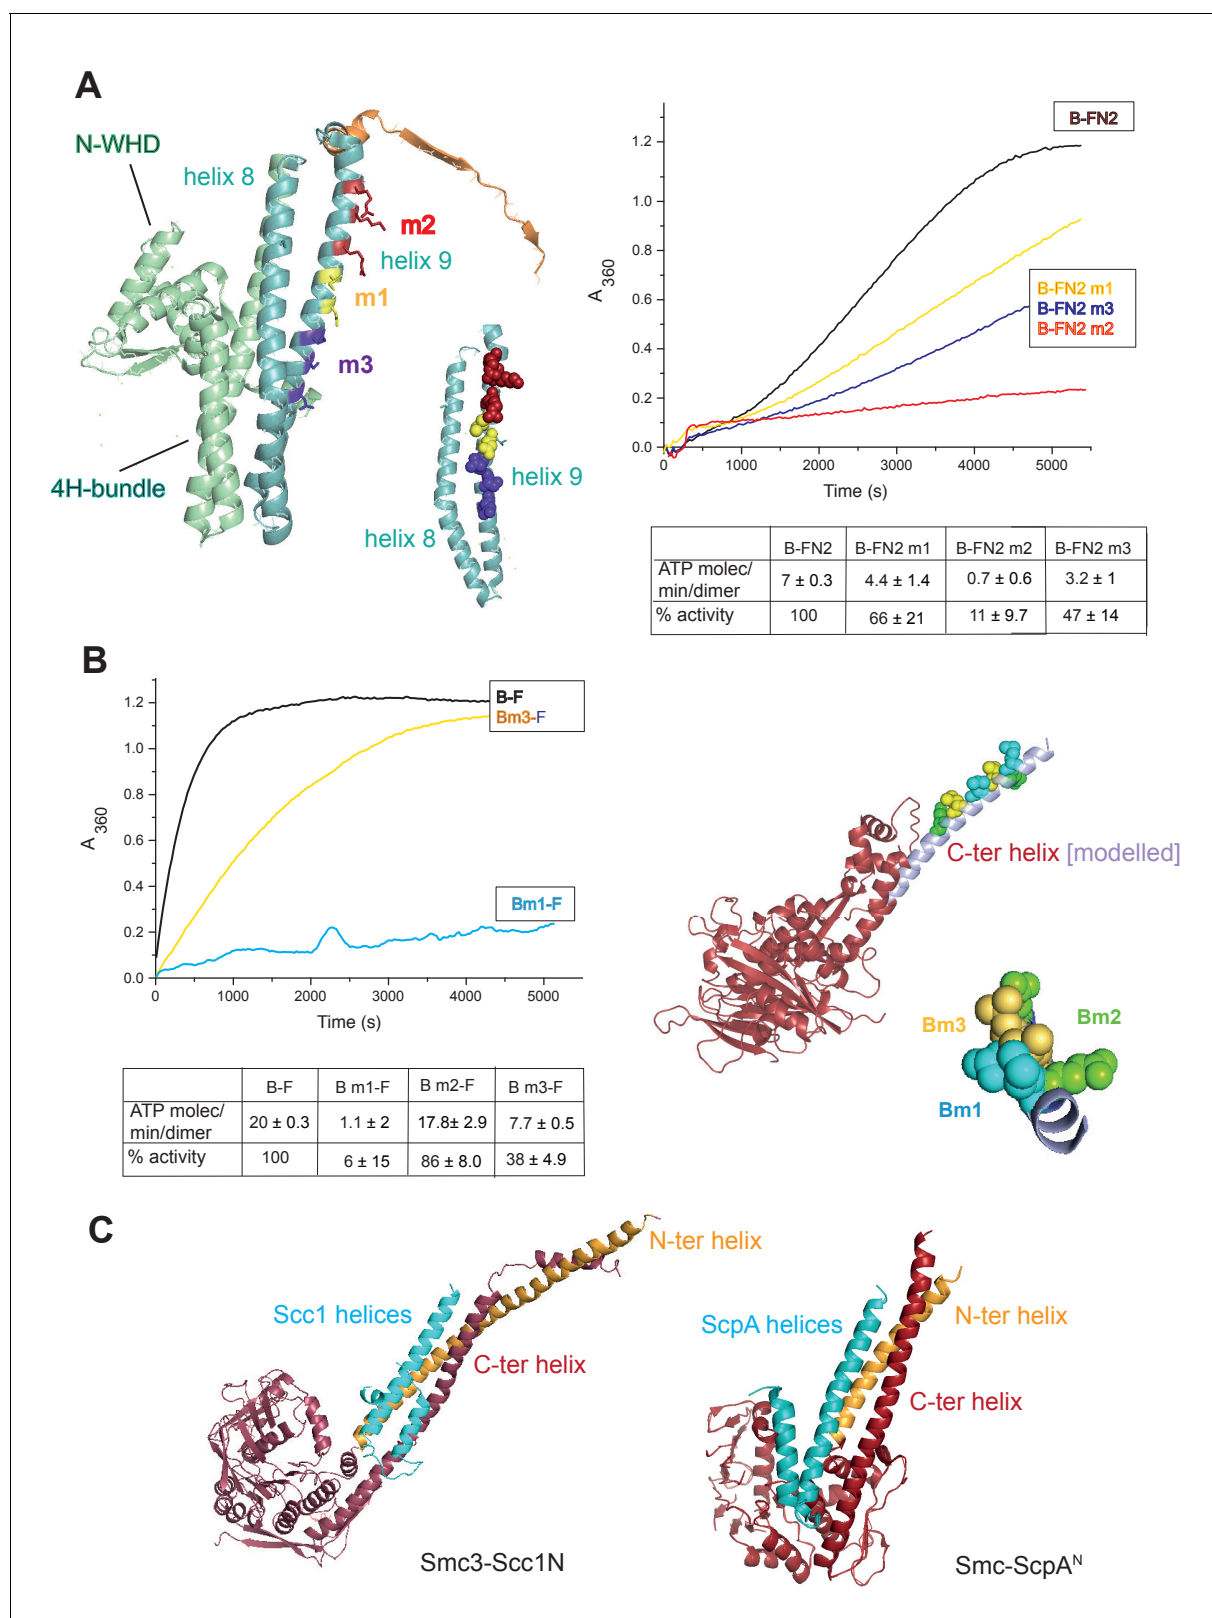 A
N-WHD
helix 8
m2
helix 9
m1
m3
4H-bundle
helix 8
helix 9
A 360
1.2
1.0
0.8
0.6
0.4
0.2
0.0
0
1000
2000
3000
4000
5000
Time (s)
B-FN2
B-FN2 m1
B-FN2 m3
B-FN2 m2
B-FN2 B-FN2 m1 B-FN2 m2 B-FN2 m3
ATP molec/
min/dimer 7 ± 0.3 4.4 ± 1.4 0.7 ± 0.6 3.2 ± 1
% activity 100 66 ± 21 11 ± 9.7 47 ± 14
B
A 360
1.2
1.0
0.8
0.6
0.4
0.2
0.0
0
1000
2000
3000
4000
5000
Time (s)
B-F
Bm3-F
Bm1-F
B-F B m1-F B m2-F B m3-F
ATP molec/
min/dimer 20 ± 0.3 1.1 ± 2 17.8± 2.9 7.7 ± 0.5
% activity 100 6 ± 15 86 ± 8.0 38 ± 4.9
C-ter helix [modelled]
Bm3
Bm2
Bm1
C
N-ter helix
Scc1 helices
C-ter helix
Smc3-Scc1N
ScpA helices
N-ter helix
C-ter helix
Smc-ScpAᴺ